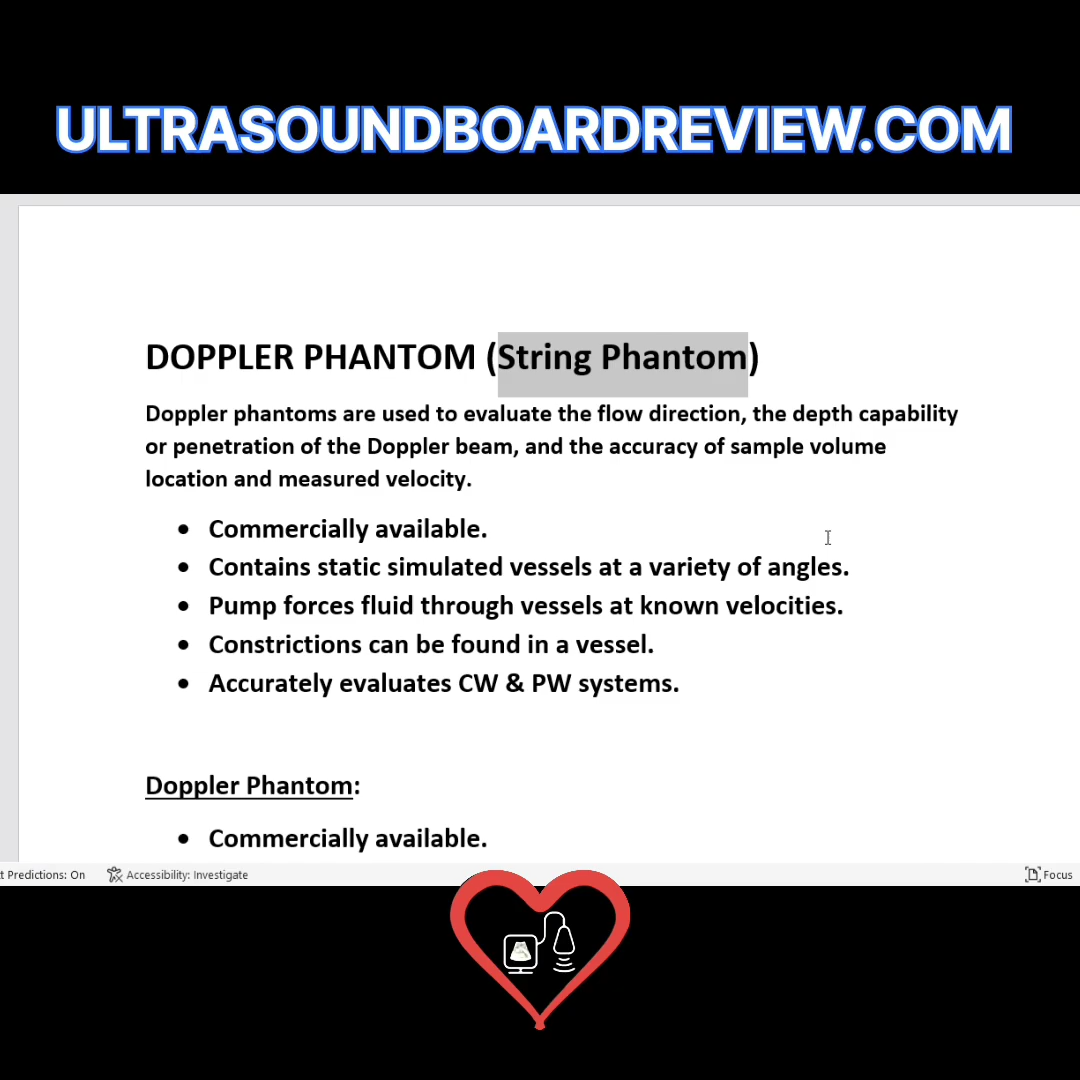 ULTRASOUNDBOARDREVIEW.COM
DOPPLER PHANTOM (String Phantom)
Doppler phantoms are used to evaluate the flow direction, the depth capability
or penetration of the Doppler beam, and the accuracy of sample volume
location and measured velocity.
• Commercially available.
• Contains static simulated vessels at a variety of angles.
• Pump forces fluid through vessels at known velocities.
• Constrictions can be found in a vessel.
• Accurately evaluates CW & PW systems.
Doppler Phantom:
• Commercially available.
t Predictions: On Accessibility: Investigate Focus